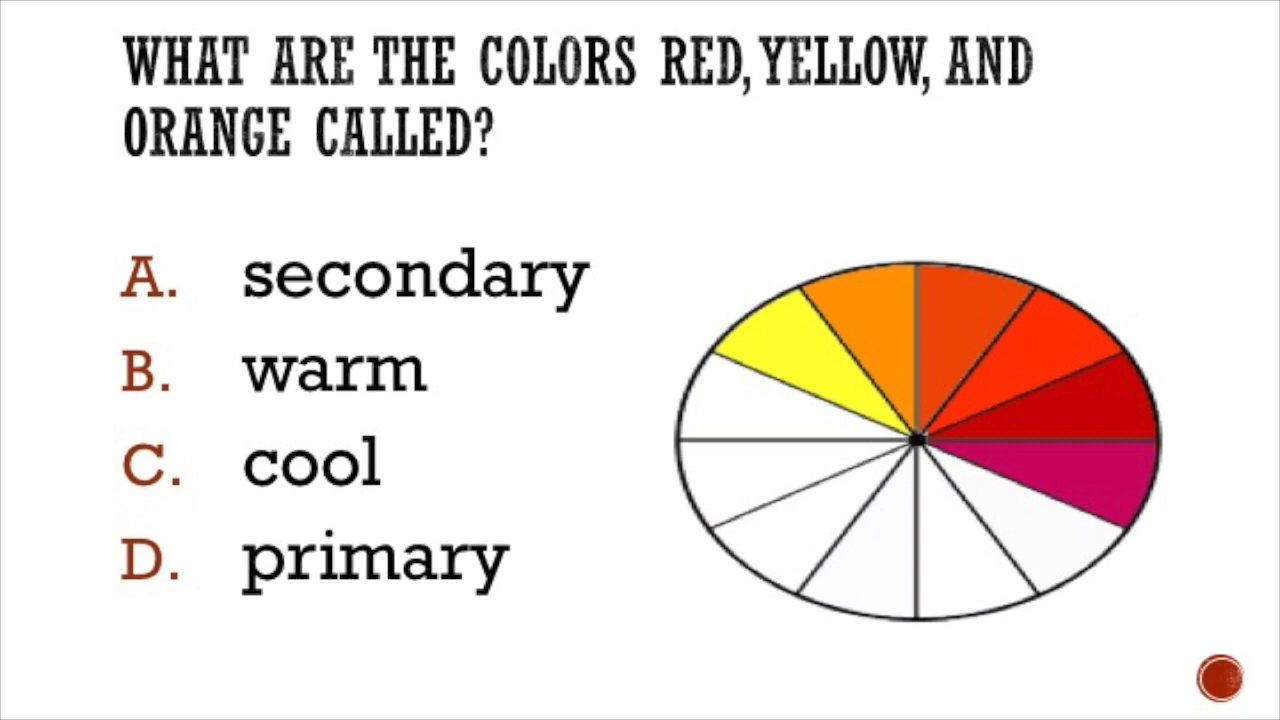 WHAT ARE THE COLORS RED, YELLOW, AND
ORANGE CALLED?
A. secondary
B. warm
C. cool
D. primary